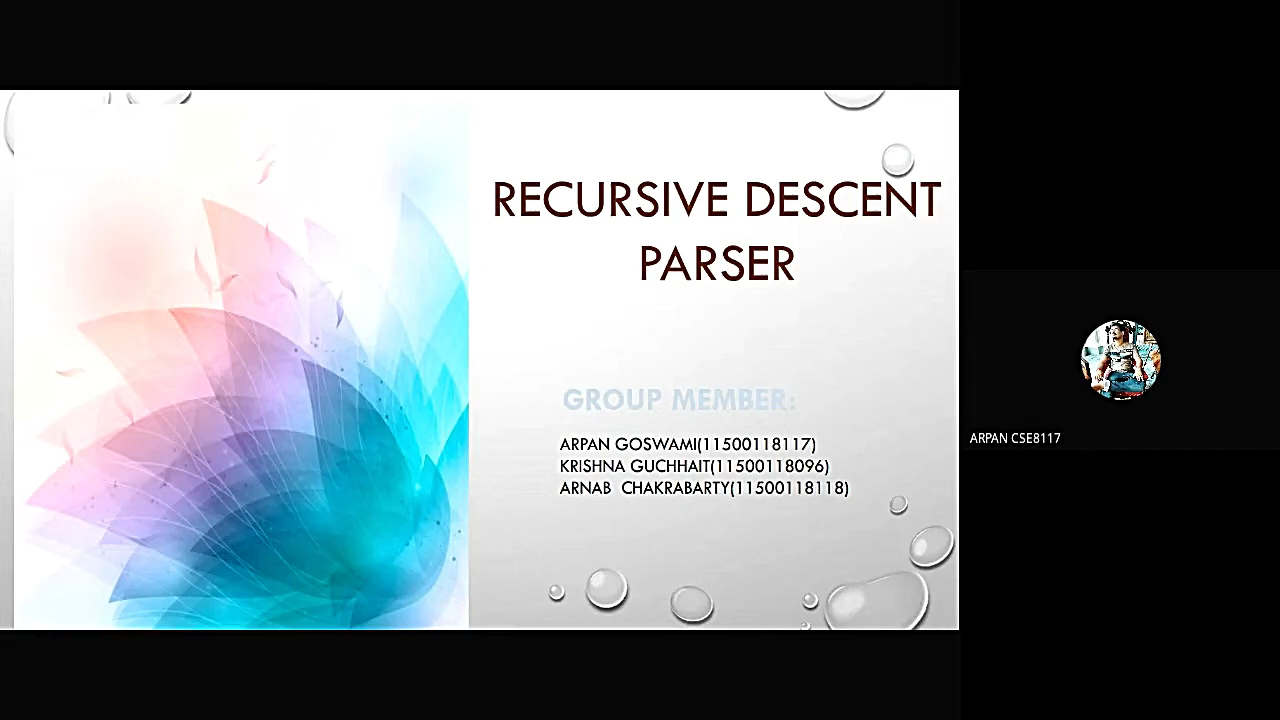 RECURSIVE DESCENT
PARSER
GROUP MEMBER:
ARPAN GOSWAMI(11500118117)
KRISHNA GUCHHAIT(11500118096)
ARNAB CHAKRABARTY(11500118118)
ARPAN CSE8117